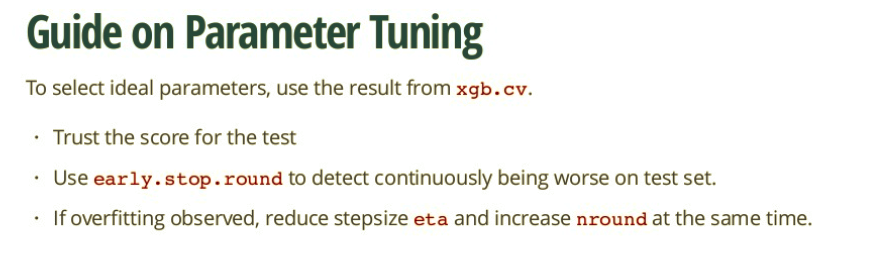 Guide on Parameter Tuning
To select ideal parameters, use the result from xgb.cv.
· Trust the score for the test
· Use early.stop.round to detect continuously being worse on test set.
· If overfitting observed, reduce stepsize eta and increase nround at the same time.